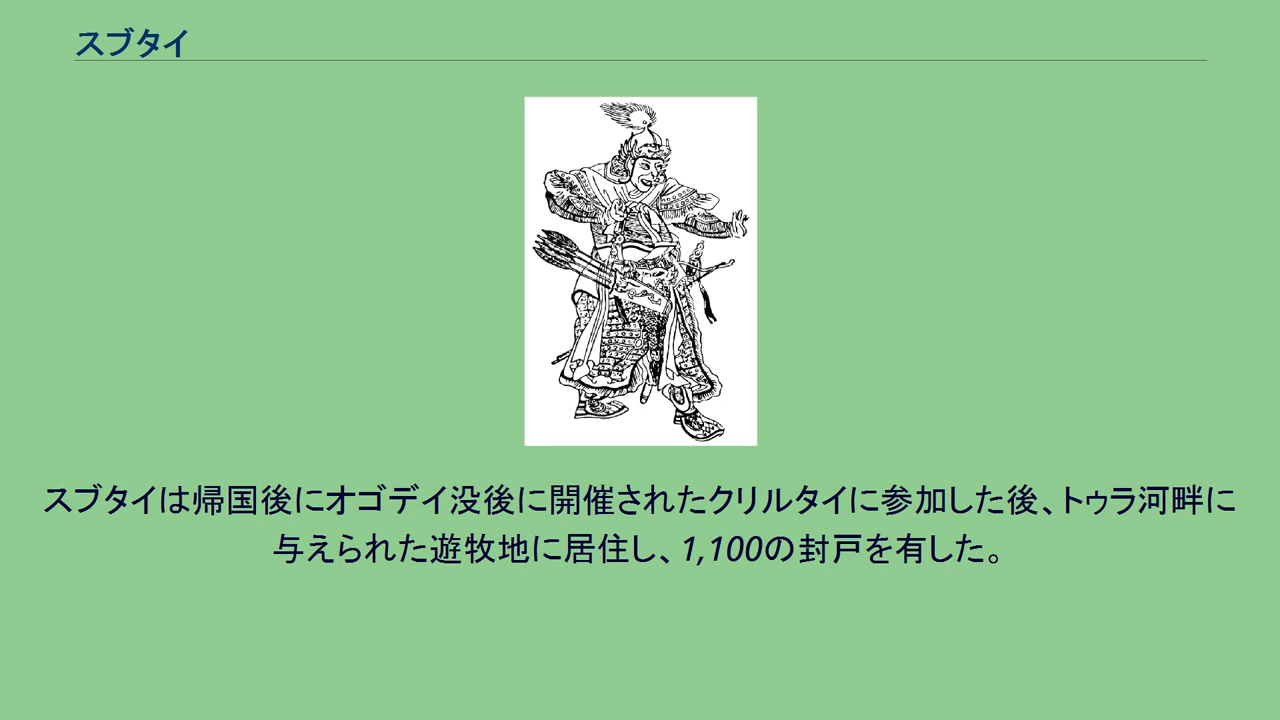 スブタイ
スブタイは帰国後にオゴデイ没後に開催されたクリルタイに参加した後、トゥラ河畔に
与えられた遊牧地に居住し、1,100の封戸を有した。